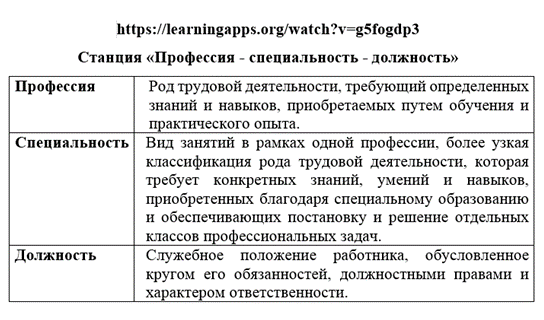 https://learningapps.org/watch?v=g5fogdp3
Станция «Профессия - специальность - должность»
Профессия
Род трудовой деятельности, требующий определенных
знаний и навыков, приобретаемых путем обучения и
практического опыта.
Специальность
Вид занятий в рамках одной профессии, более узкая
классификация рода трудовой деятельности, которая
требует конкретных знаний, умений и навыков,
приобретенных благодаря специальному образованию
и обеспечивающих постановку и решение отдельных
классов профессиональных задач.
Должность
Служебное положение работника, обусловленное
кругом его обязанностей, должностными правами и
характером ответственности.